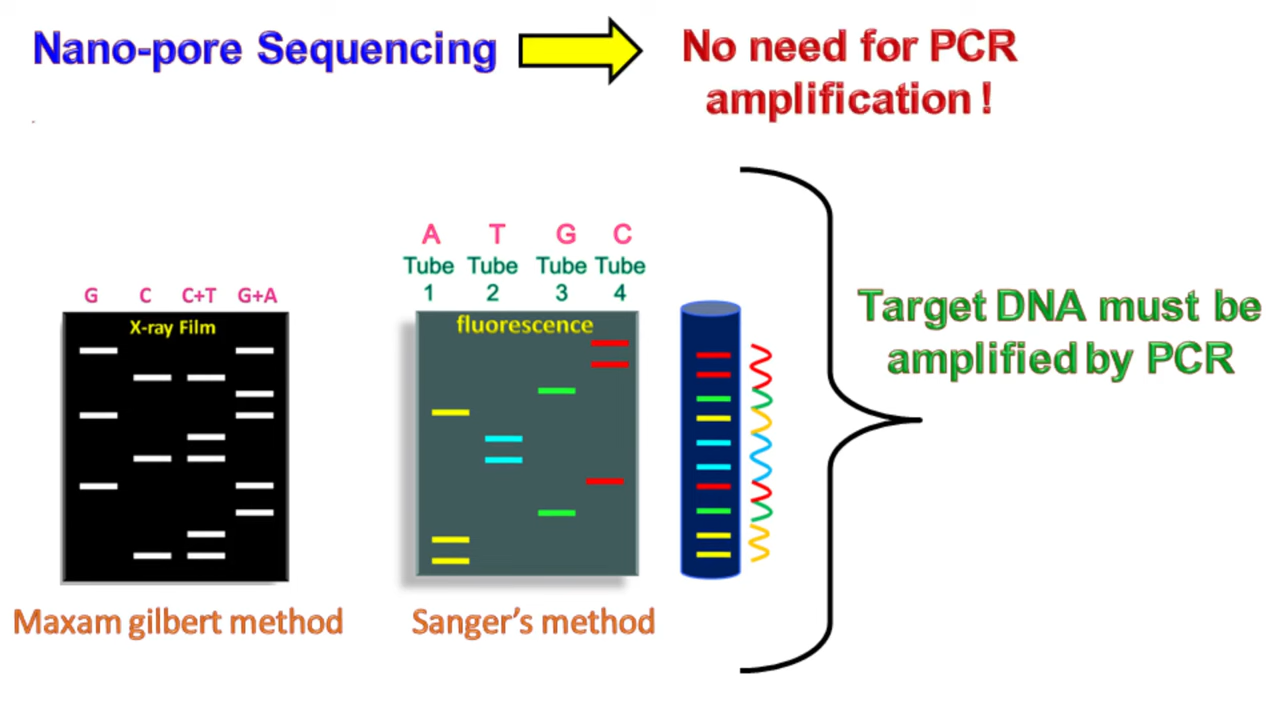 Nano-pore Sequencing
No need for PCR
amplification !
A T G C
Tube Tube Tube Tube
1 2 3 4
G C C+T G+A
X-ray Film
fluorescence
Target DNA must be
amplified by PCR
Maxam gilbert method
Sanger's method